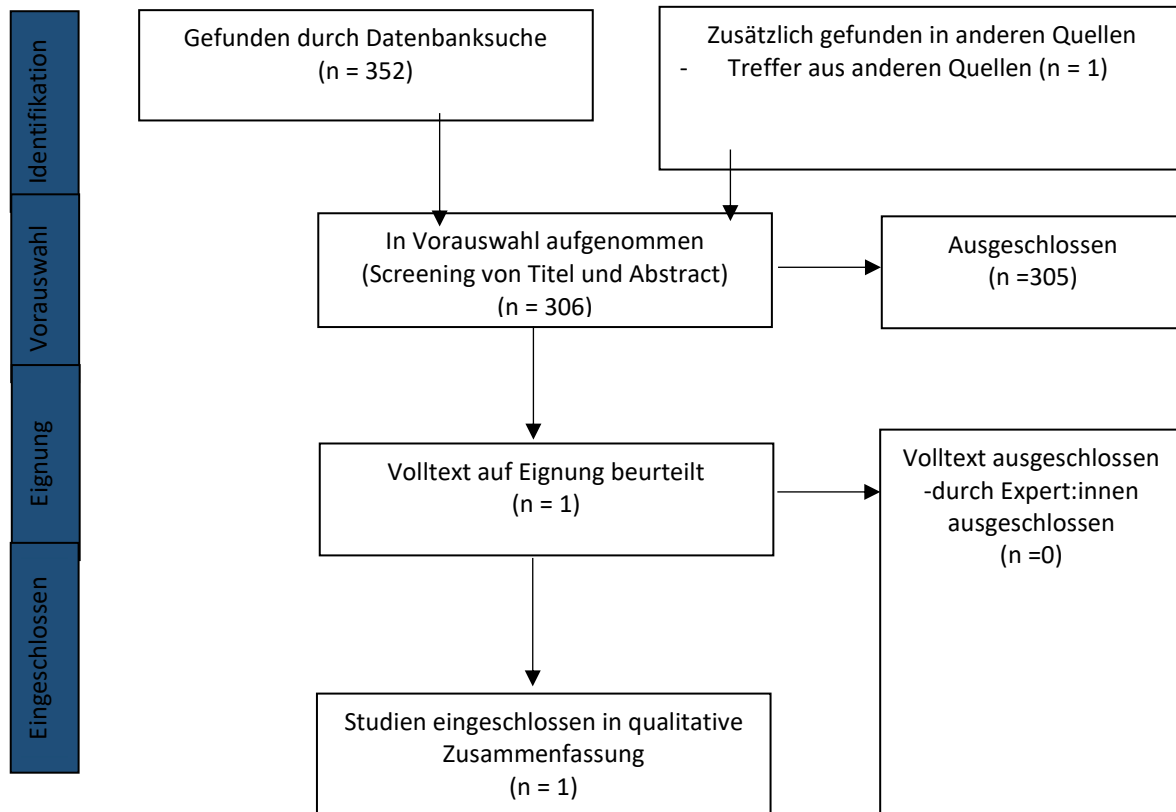 Identifikation
Gefunden durch Datenbanksuche
(n = 352)
Zusätzlich gefunden in anderen Quellen
- Treffer aus anderen Quellen (n = 1)
Vorauswahl
In Vorauswahl aufgenommen
(Screening von Titel und Abstract)
(n = 306)
Ausgeschlossen
(n =305)
Eignung
Volltext auf Eignung beurteilt
(n = 1)
Volltext ausgeschlossen
-durch Expert:innen
ausgeschlossen
(n =0)
Eingeschlossen
Studien eingeschlossen in qualitative
Zusammenfassung
(n = 1)